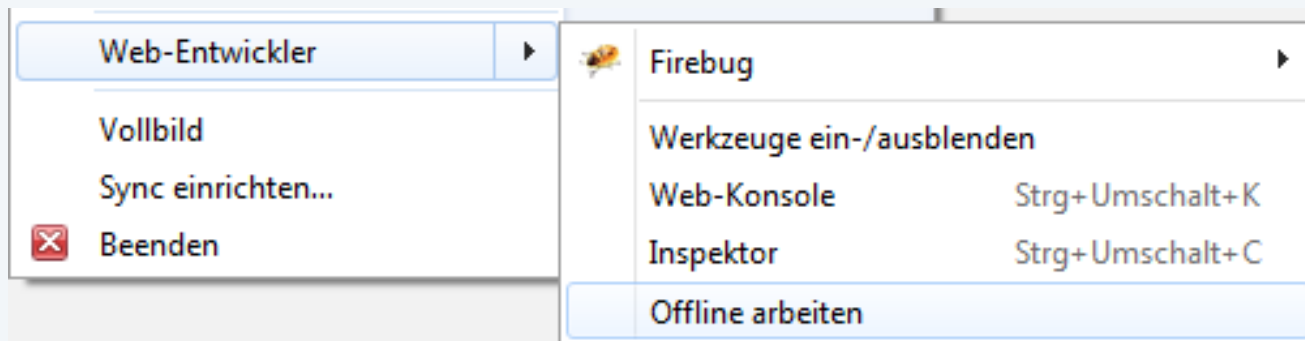 Web-Entwickler
Vollbild
Sync einrichten...
Beenden
Firebug
Werkzeuge ein-/ausblenden
Web-Konsole Strg+Umschalt+K
Inspektor Strg+Umschalt+C
Offline arbeiten